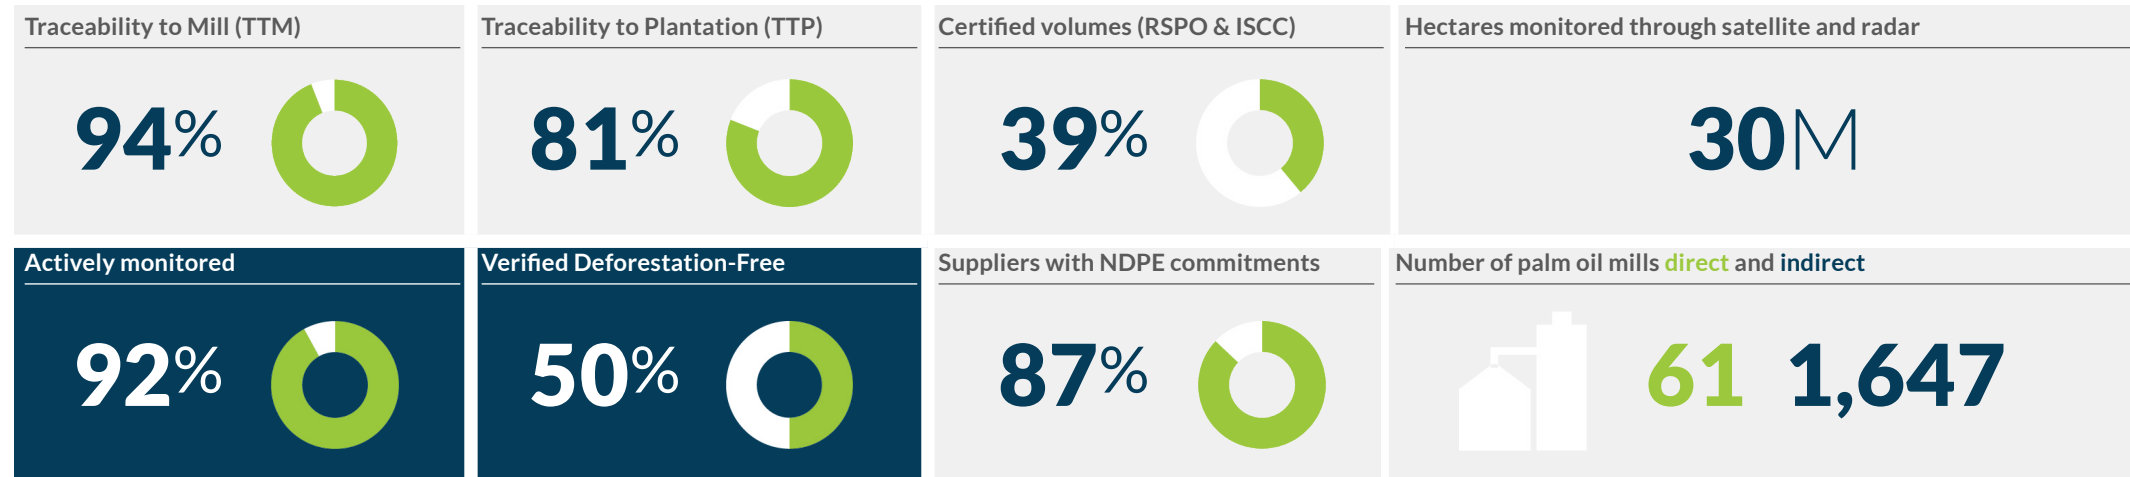 Traceability to Mill (TTM)
94%
Traceability to Plantation (TTP)
81%
Certified volumes (RSPO & ISCC)
39%
Hectares monitored through satellite and radar
30M
Actively monitored
92%
Verified Deforestation-Free
50%
Suppliers with NDPE commitments
87%
Number of palm oil mills direct and indirect
61 1,647